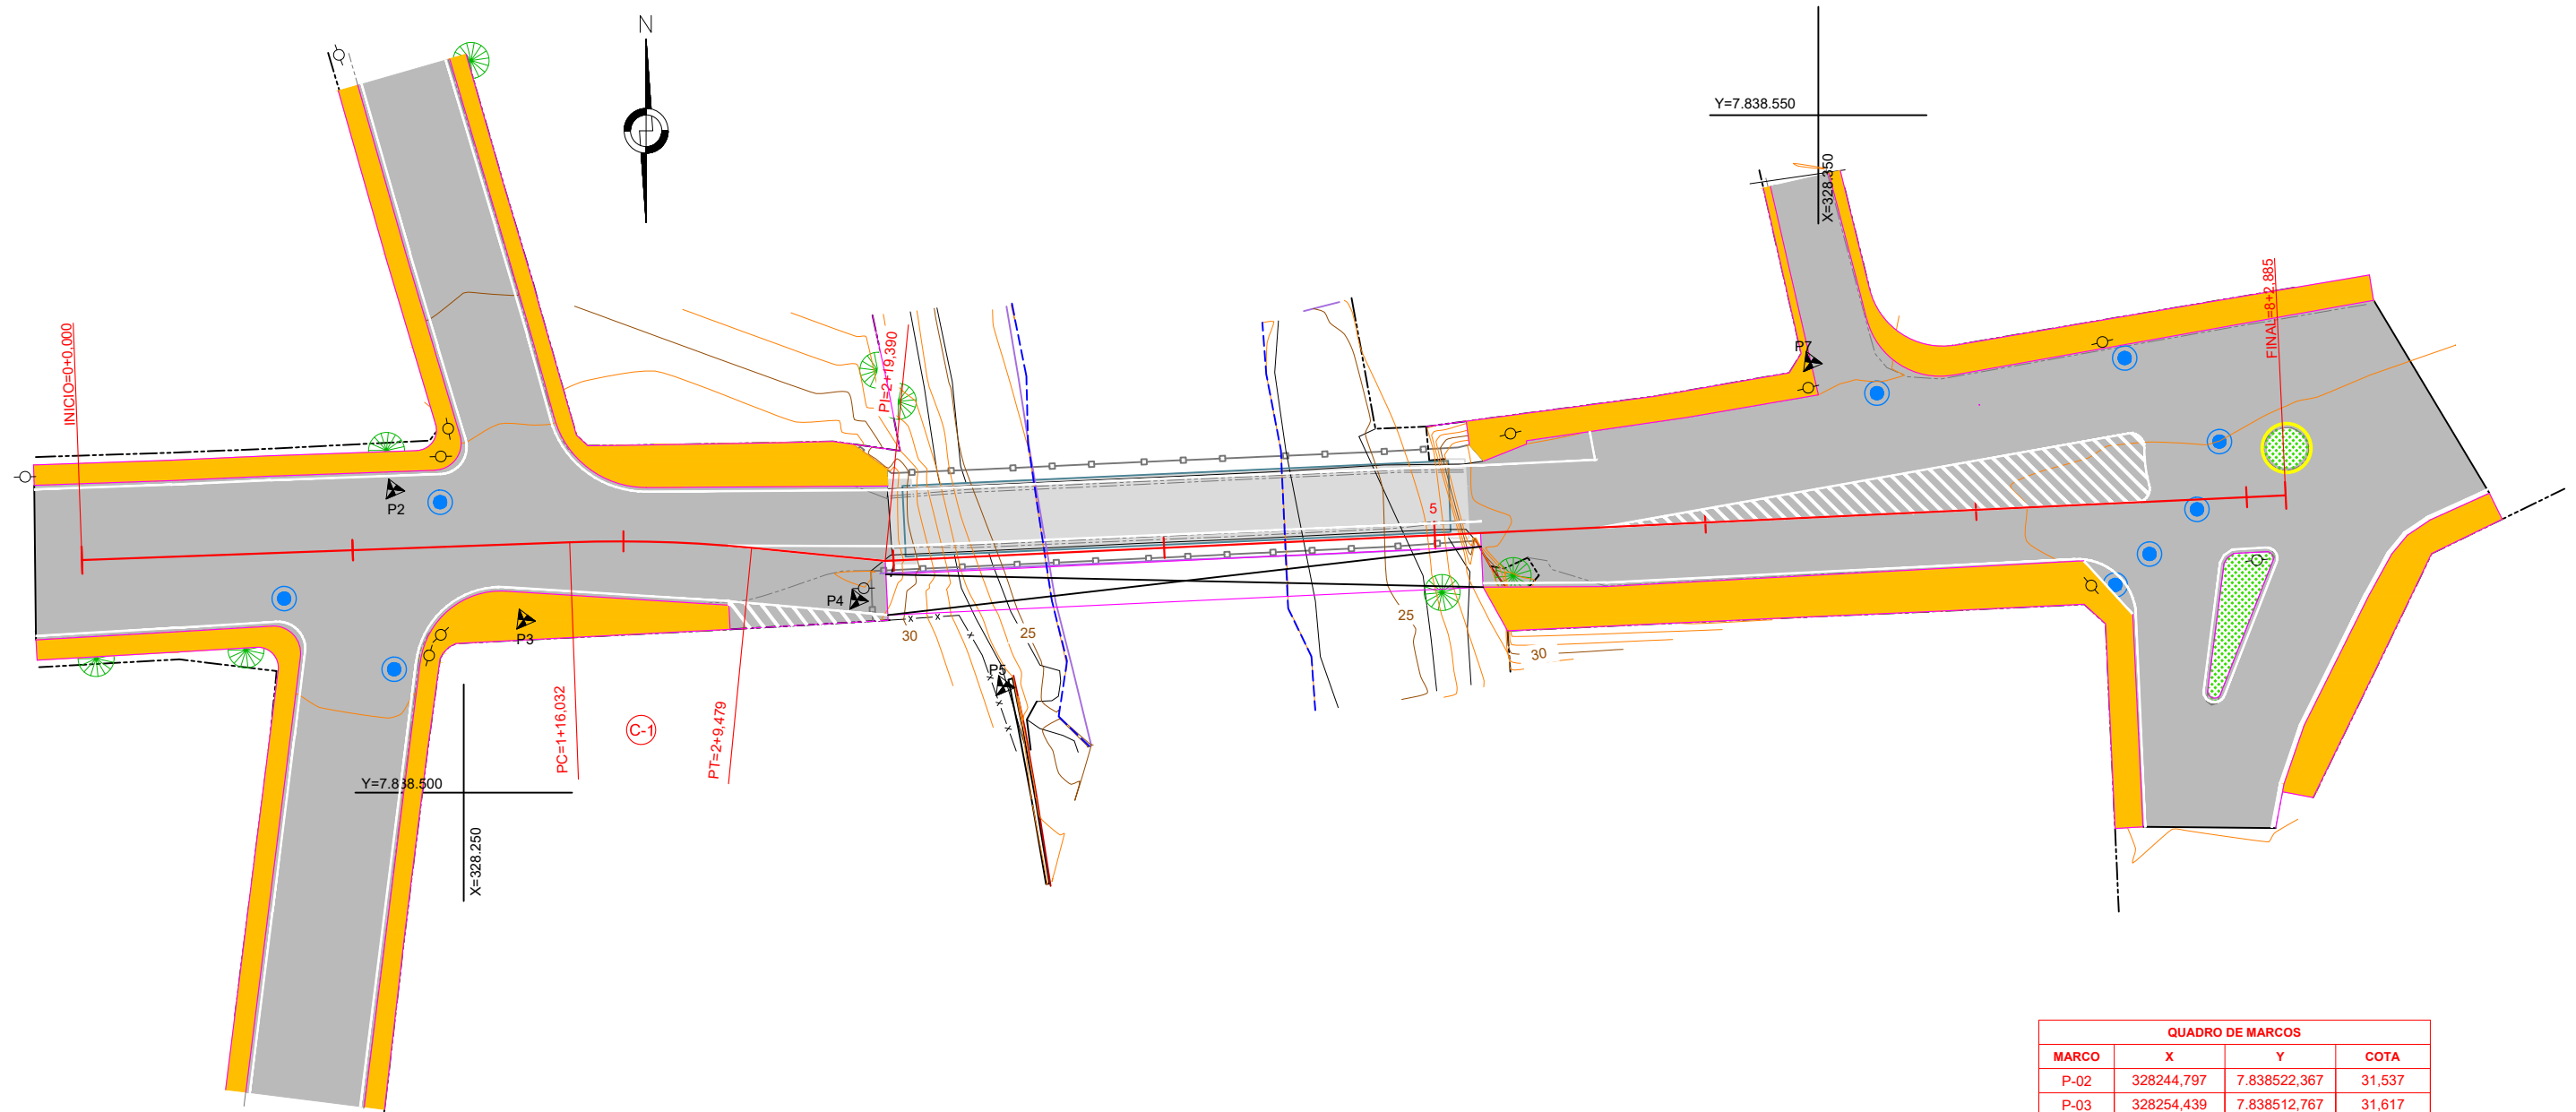 N
Y=7.838.550
X=328.350
INICIO=0+0,000
PI=2+19,390
P7
FINAL=8+2,885
P2
5
P4
P3
30
25
25
30
P5
PC=1+16,032
C-1
PT=2+9,479
Y=7.838.500
X=328.250
QUADRO DE MARCOS
MARCO X Y COTA
P-02 328244,797 7.838522,367 31,537
P-03 328254,439 7.838512,767 31,617